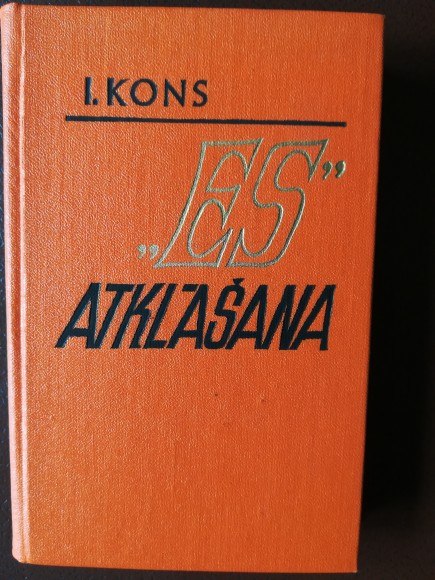 I. KONS
„ES”
ATKLĀŠANA